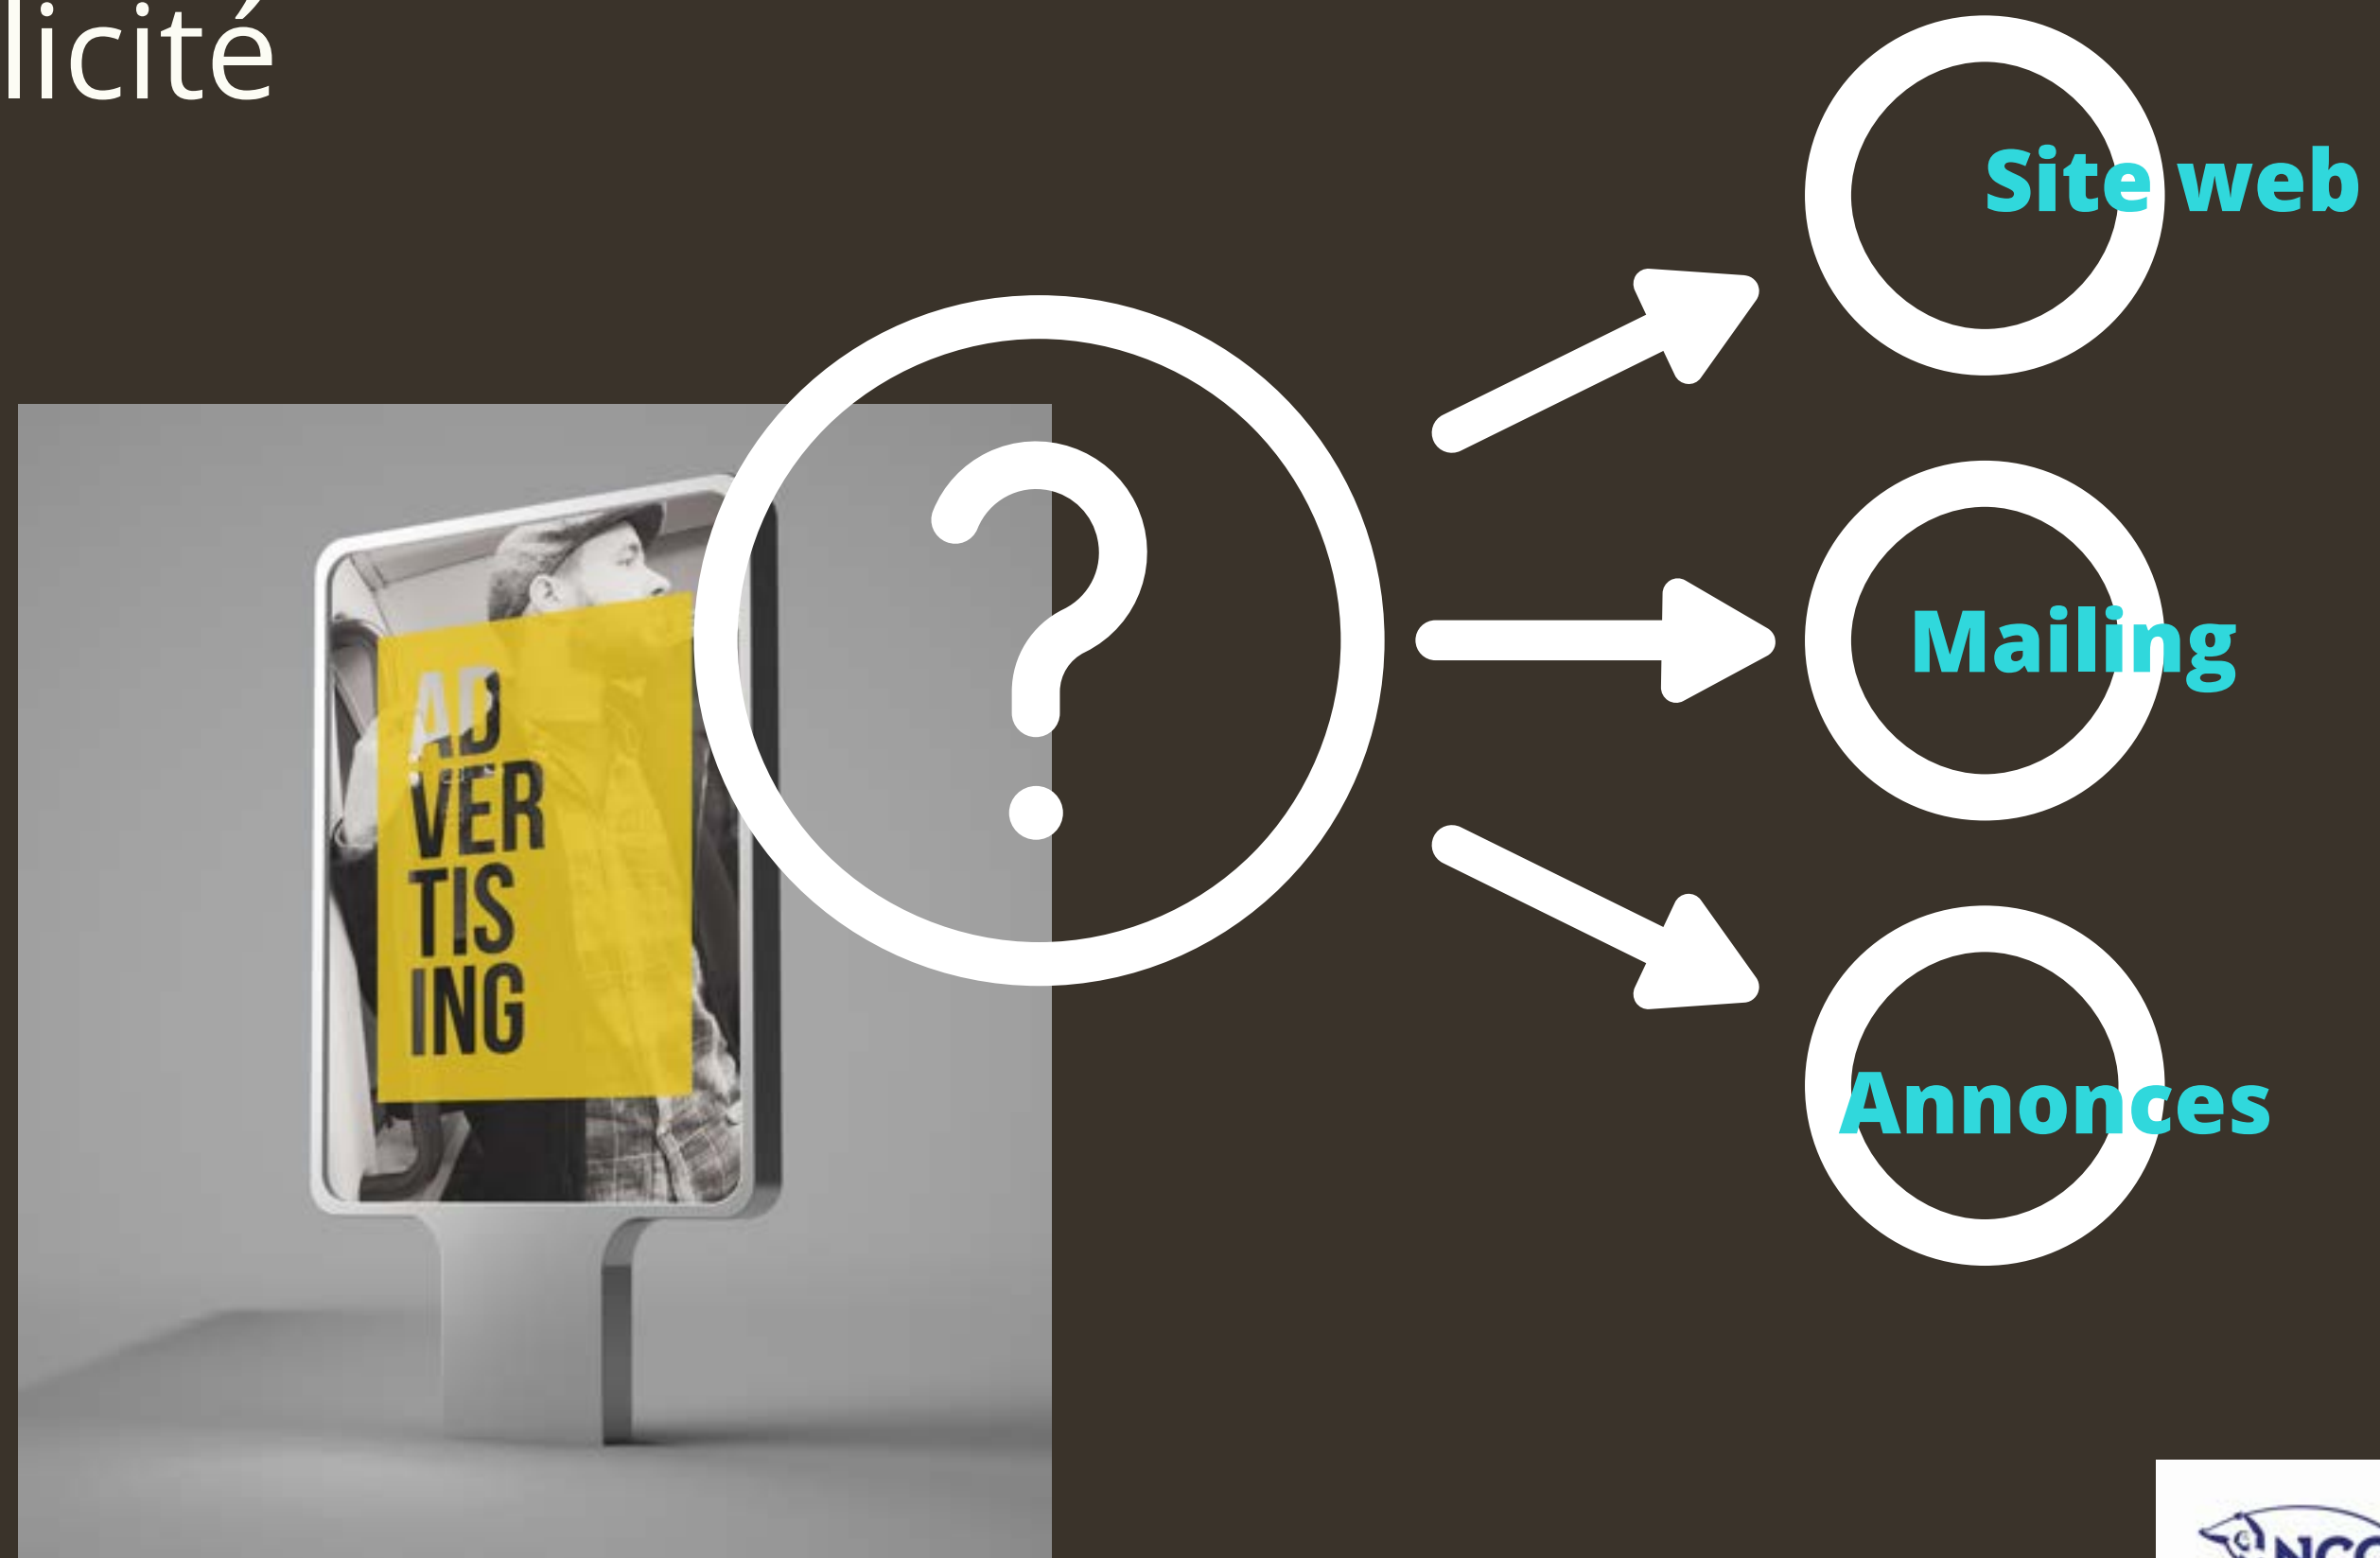 licité
Site web
?
Mailing
Annonces
AD
VER
TIS
ING